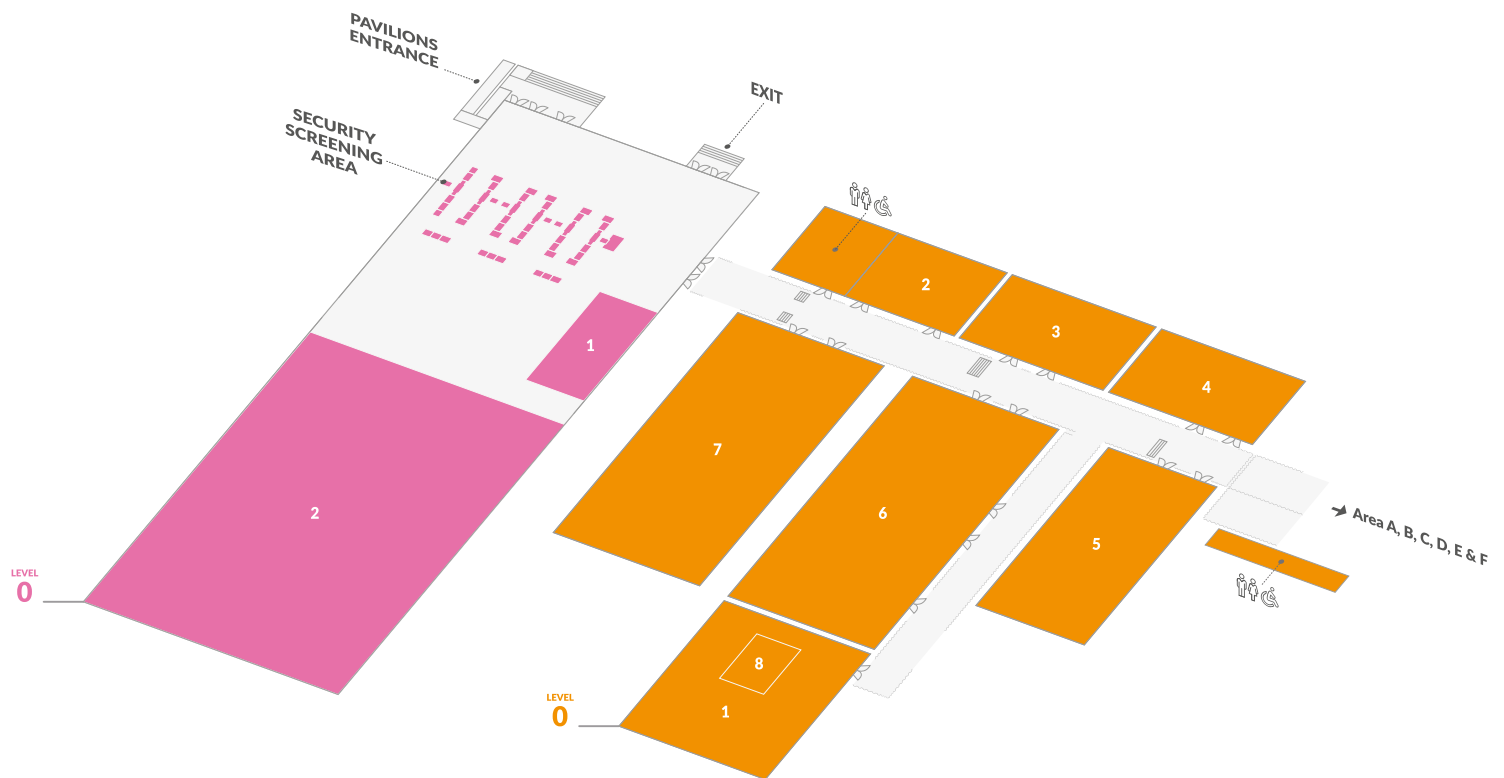 PAVILIONS
ENTRANCE
EXIT
SECURITY
SCREENING
AREA
2
1
3
4
7
6
2
5
Area A, B, C, D, E & F
LEVEL
0
8
1
LEVEL
0